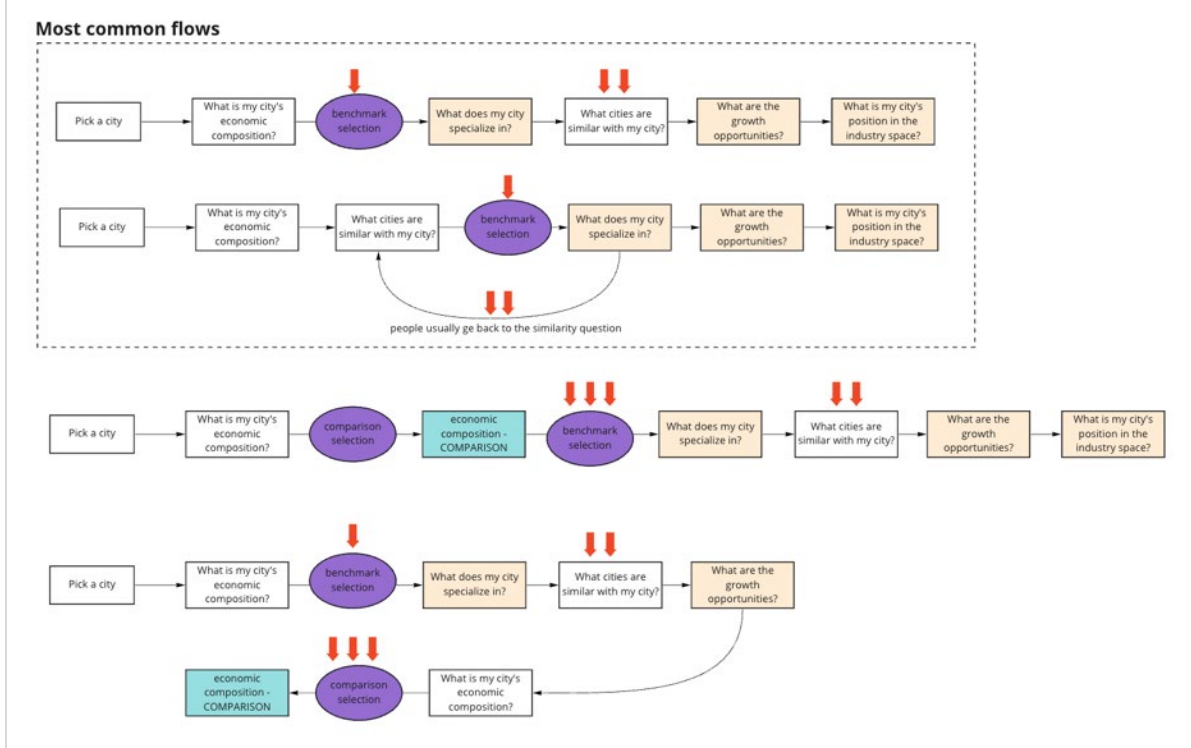 Most common flows
Pick a city
What is my city's
economic
composition?
benchmark
selection
What does my city
specialize in?
What cities are
similar with my city?
What are the
growth
opportunities?
What is my city's
position in the
industry space?
Pick a city
What is my city's
economic
composition?
What cities are
similar with my city?
benchmark
selection
What does my city
specialize in?
What are the
growth
opportunities?
What is my city's
position in the
industry space?
people usually ge back to the similarity question
Pick a city
What is my city's
economic
composition?
comparison
selection
economic
composition -
COMPARISON
benchmark
selection
What does my city
specialize in?
What cities are
similar with my city?
What are the
growth
opportunities?
What is my city's
position in the
industry space?
Pick a city
What is my city's
economic
composition?
benchmark
selection
What does my city
specialize in?
What cities are
similar with my city?
What are the
growth
opportunities?
economic
composition -
COMPARISON
comparison
selection
What is my city's
economic
composition?